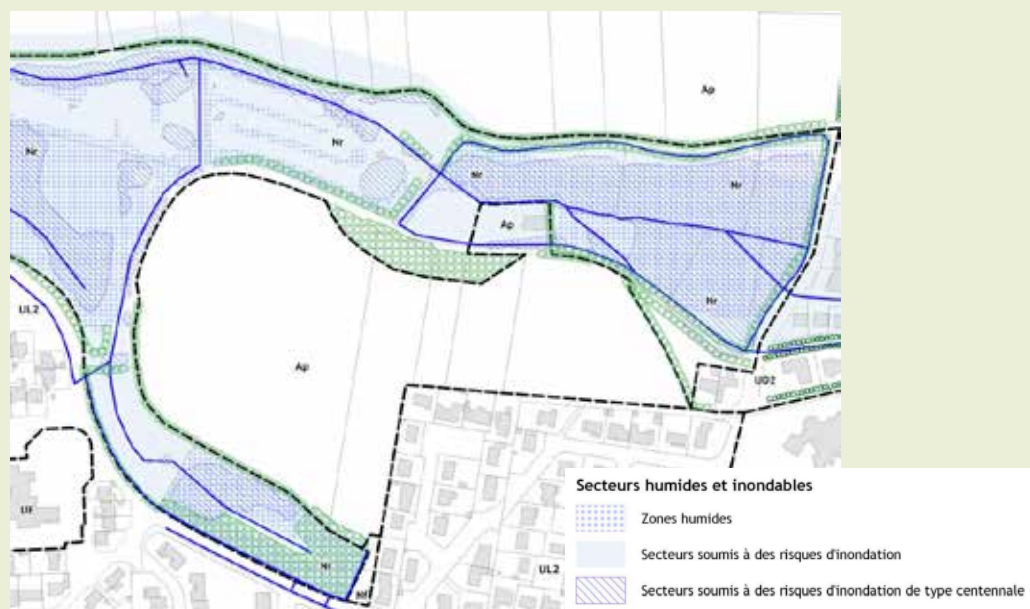 Ap
Nr
Nr
Nr
Nr
Ap
UL2
Nr
Ap
UD2
UE
UL2
Secteurs humides et inondables
Zones humides
Secteurs soumis à des risques d'inondation
Secteurs soumis à des risques d'inondation de type centennale